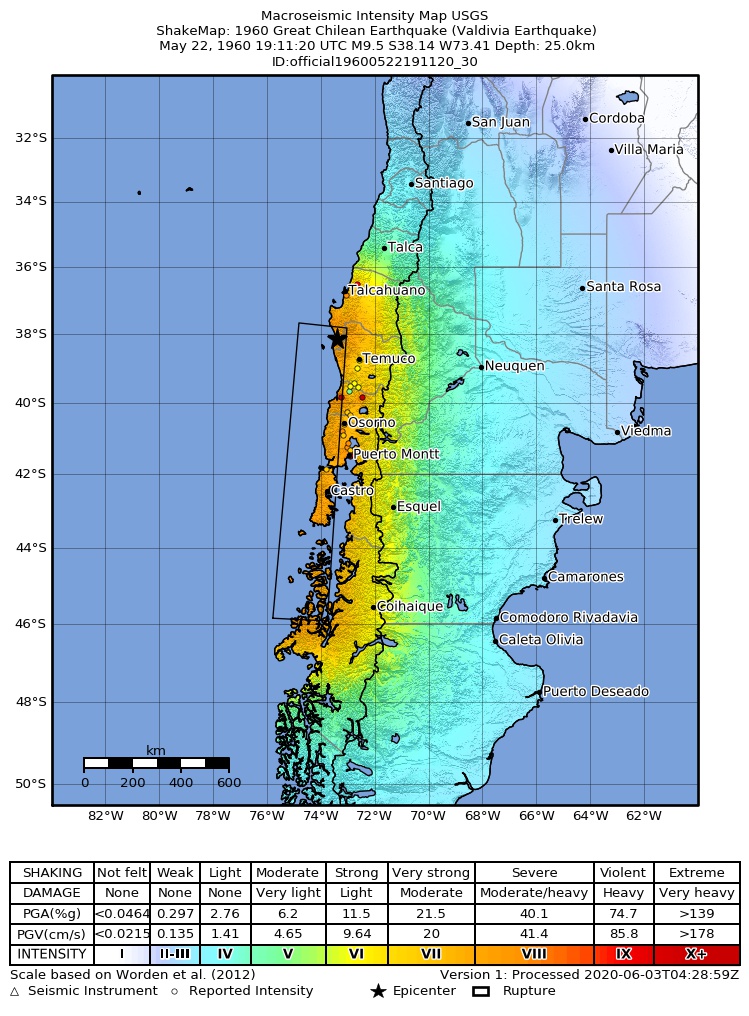 Macroseismic Intensity Map USGS
ShakeMap: 1960 Great Chilean Earthquake (Valdivia Earthquake)
May 22, 1960 19:11:20 UTC M9.5 S38.14 W73.41 Depth: 25.0km
ID:official19600522191120_30
32°S
34°S
36°S
38°S
40°S
42°S
44°S
46°S
48°S
50°S
San Juan
Cordoba
Villa Maria
Santiago
Talca
Talcahuano
Santa Rosa
Temuco
Neuquen
Osorno
Viedma
Puerto Montt
Castro
Esquel
Trelew
Camarones
Coihaique
Comodoro Rivadavia
Caleta Olivia
Puerto Deseado
km
0 200 400 600
82°W 80°W 78°W 76°W 74°W 72°W 70°W 68°W 66°W 64°W 62°W
SHAKING Not felt Weak Light Moderate Strong Very strong Severe Violent Extreme
DAMAGE None None None Very light Light Moderate Moderate/heavy Heavy Very heavy
PGA(%g) <0.0464 0.297 2.76 6.2 11.5 21.5 40.1 74.7 >139
PGV(cm/s) <0.0215 0.135 1.41 4.65 9.64 20 41.4 85.8 >178
INTENSITY I II-III IV V VI VII VIII IX X+
Scale based on Worden et al. (2012) Version 1: Processed 2020-06-03T04:28:59Z
△ Seismic Instrument ○ Reported Intensity ★ Epicenter Rupture